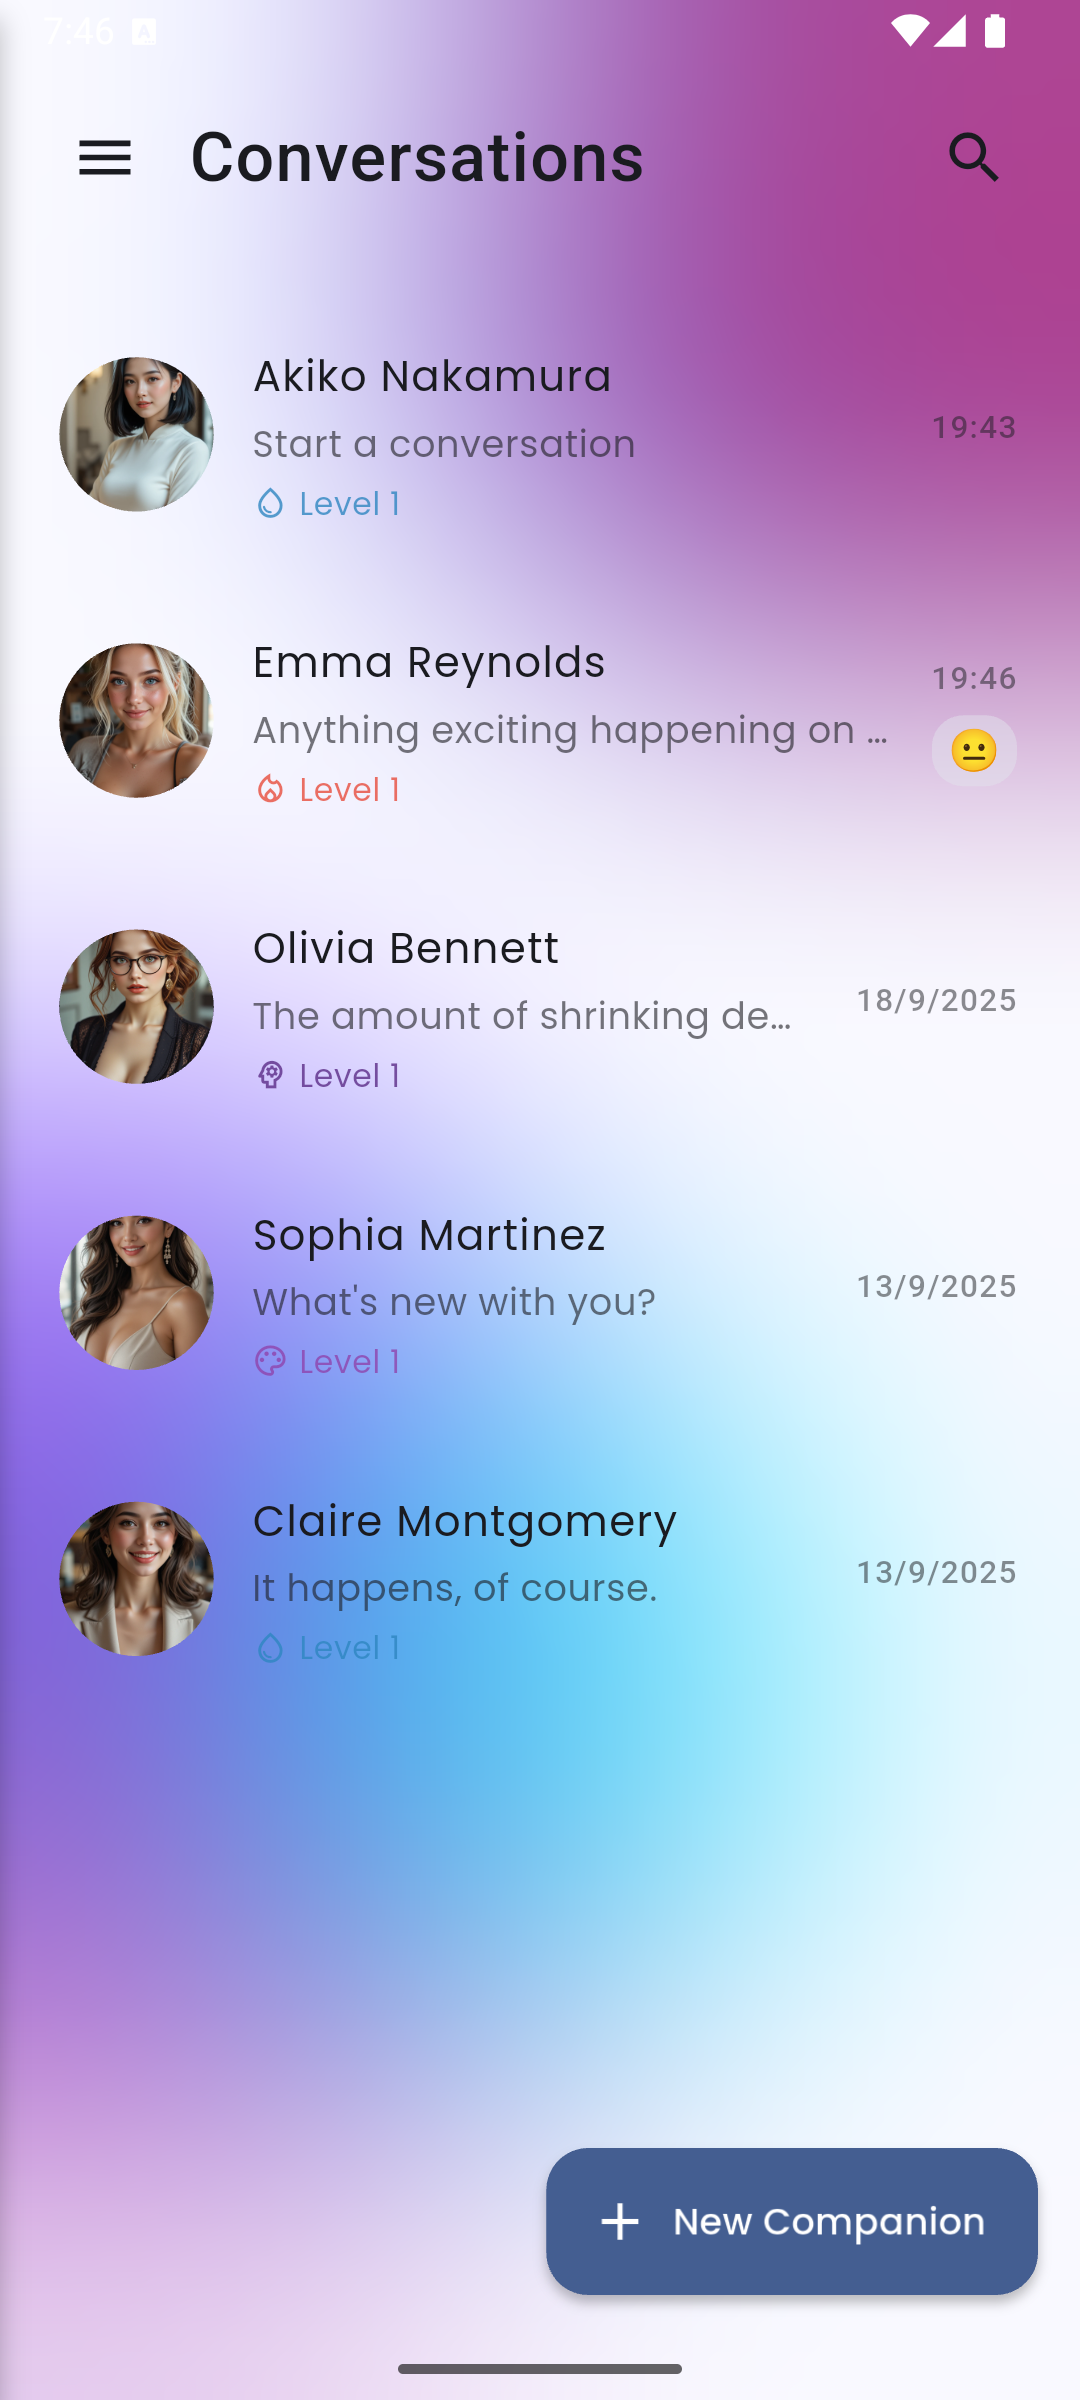 7:46
Conversations
Akiko Nakamura
Start a conversation
19:43
Level 1
Emma Reynolds
19:46
Anything exciting happening on ...
Level 1
Olivia Bennett
The amount of shrinking de...
18/9/2025
Level 1
Sophia Martinez
What's new with you?
13/9/2025
Level 1
Claire Montgomery
It happens, of course.
13/9/2025
Level 1
+ New Companion